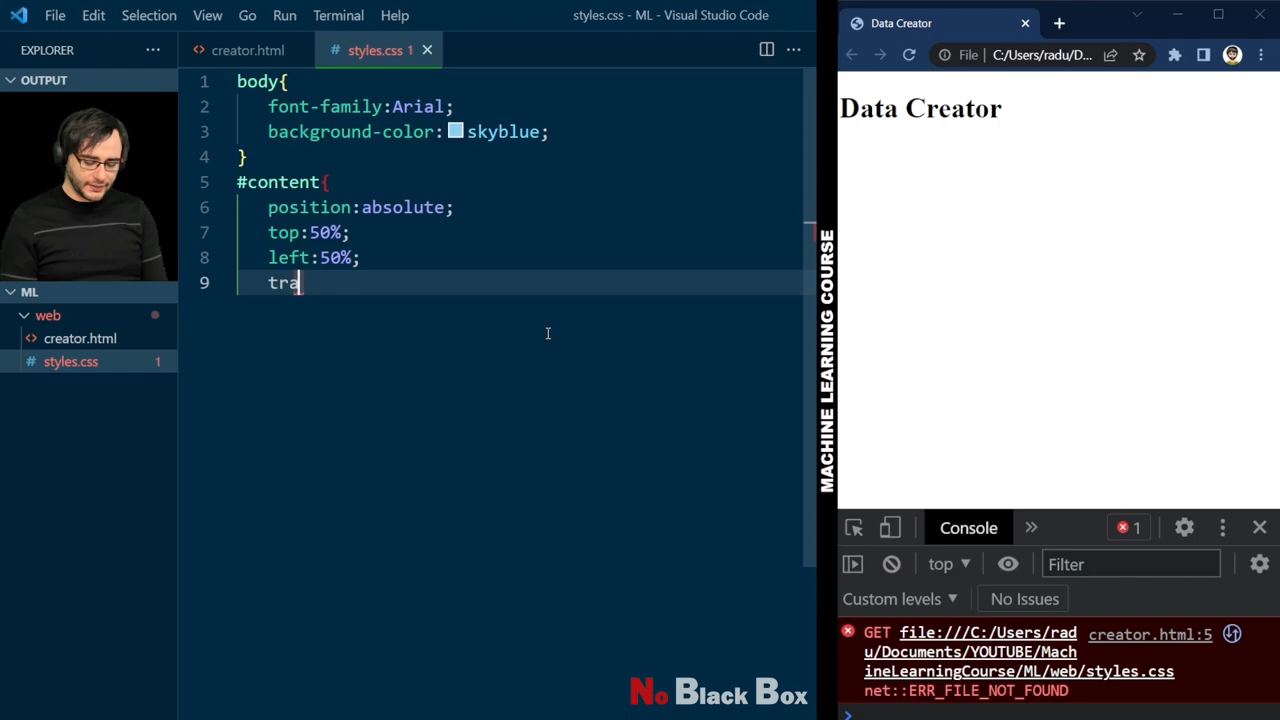 File Edit Selection View Go Run Terminal Help
styles.css - ML - Visual Studio Code
EXPLORER
OUTPUT
ML
web
creator.html
styles.css 1
creator.html
styles.css 1
1 body{
2 font-family:Arial;
3 background-color: skyblue;
4 }
5 #content{
6 position:absolute;
7 top:50%;
8 left:50%;
9 tra
No Black Box
MACHINE LEARNING COURSE
Data Creator
File C:/Users/radu/D...
Data Creator
Console 1
top Filter
Custom levels No Issues
GET file:///C:/Users/rad creator.html:5
u/Documents/YOUTUBE/Mach
ineLearningCourse/ML/web/styles.css
net::ERR_FILE_NOT_FOUND